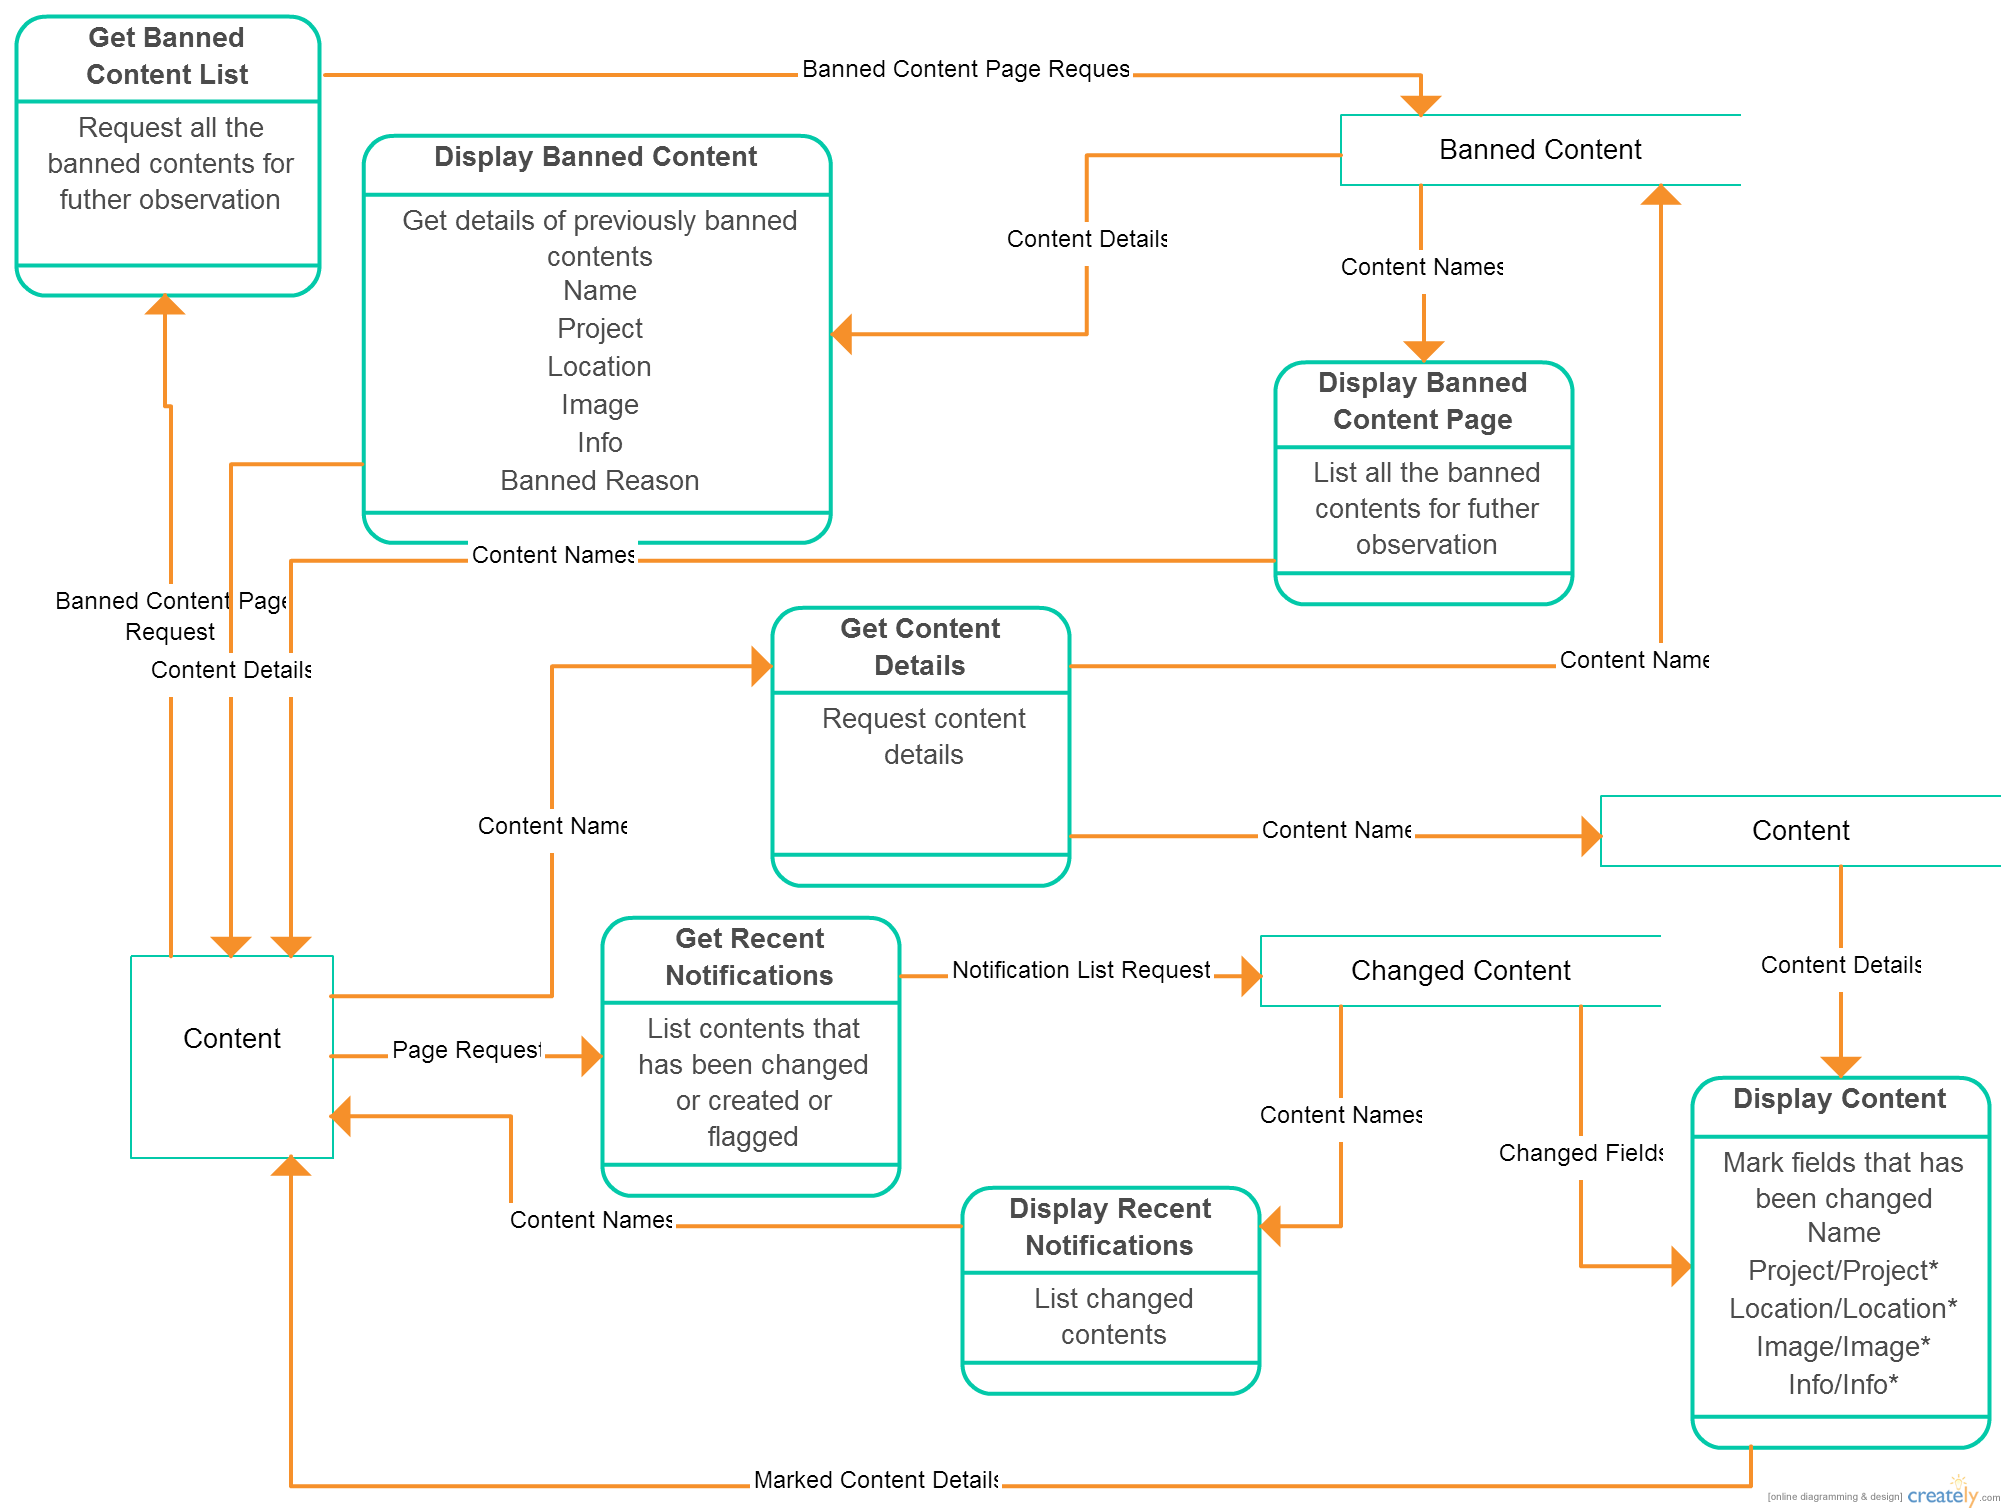 Get Banned
Content List
Request all the
banned contents for
futher observation
Banned Content Page Reques
Banned Content
Display Banned Content
Get details of previously banned
contents
Name
Project
Location
Image
Info
Banned Reason
Content Details
Content Names
Display Banned
Content Page
List all the banned
contents for futher
observation
Content Names
Banned Content Page
Request
Content Details
Get Content
Details
Request content
details
Content Name
Content Name
Content Name
Content
Content Details
Get Recent
Notifications
List contents that
has been changed
or created or
flagged
Notification List Request
Changed Content
Content
Page Request
Content Names
Changed Fields
Content Names
Display Recent
Notifications
List changed
contents
Display Content
Mark fields that has
been changed
Name
Project/Project*
Location/Location*
Image/Image*
Info/Info*
Marked Content Details
[online diagramming & design] creately.com